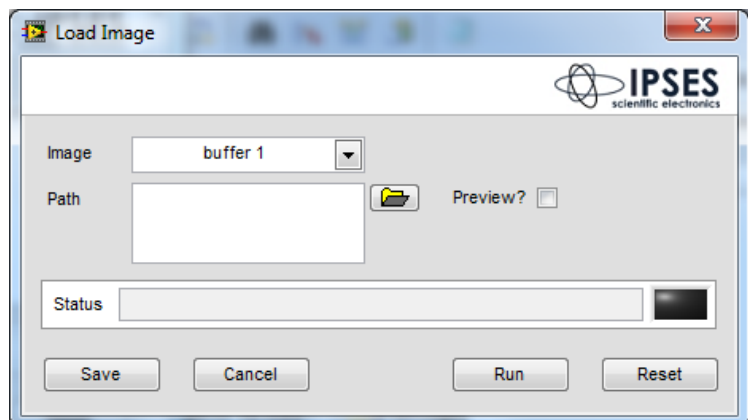 Load Image
IPSES
scientific electronics
Image
buffer 1
Path
Preview?
Status
Save
Cancel
Run
Reset